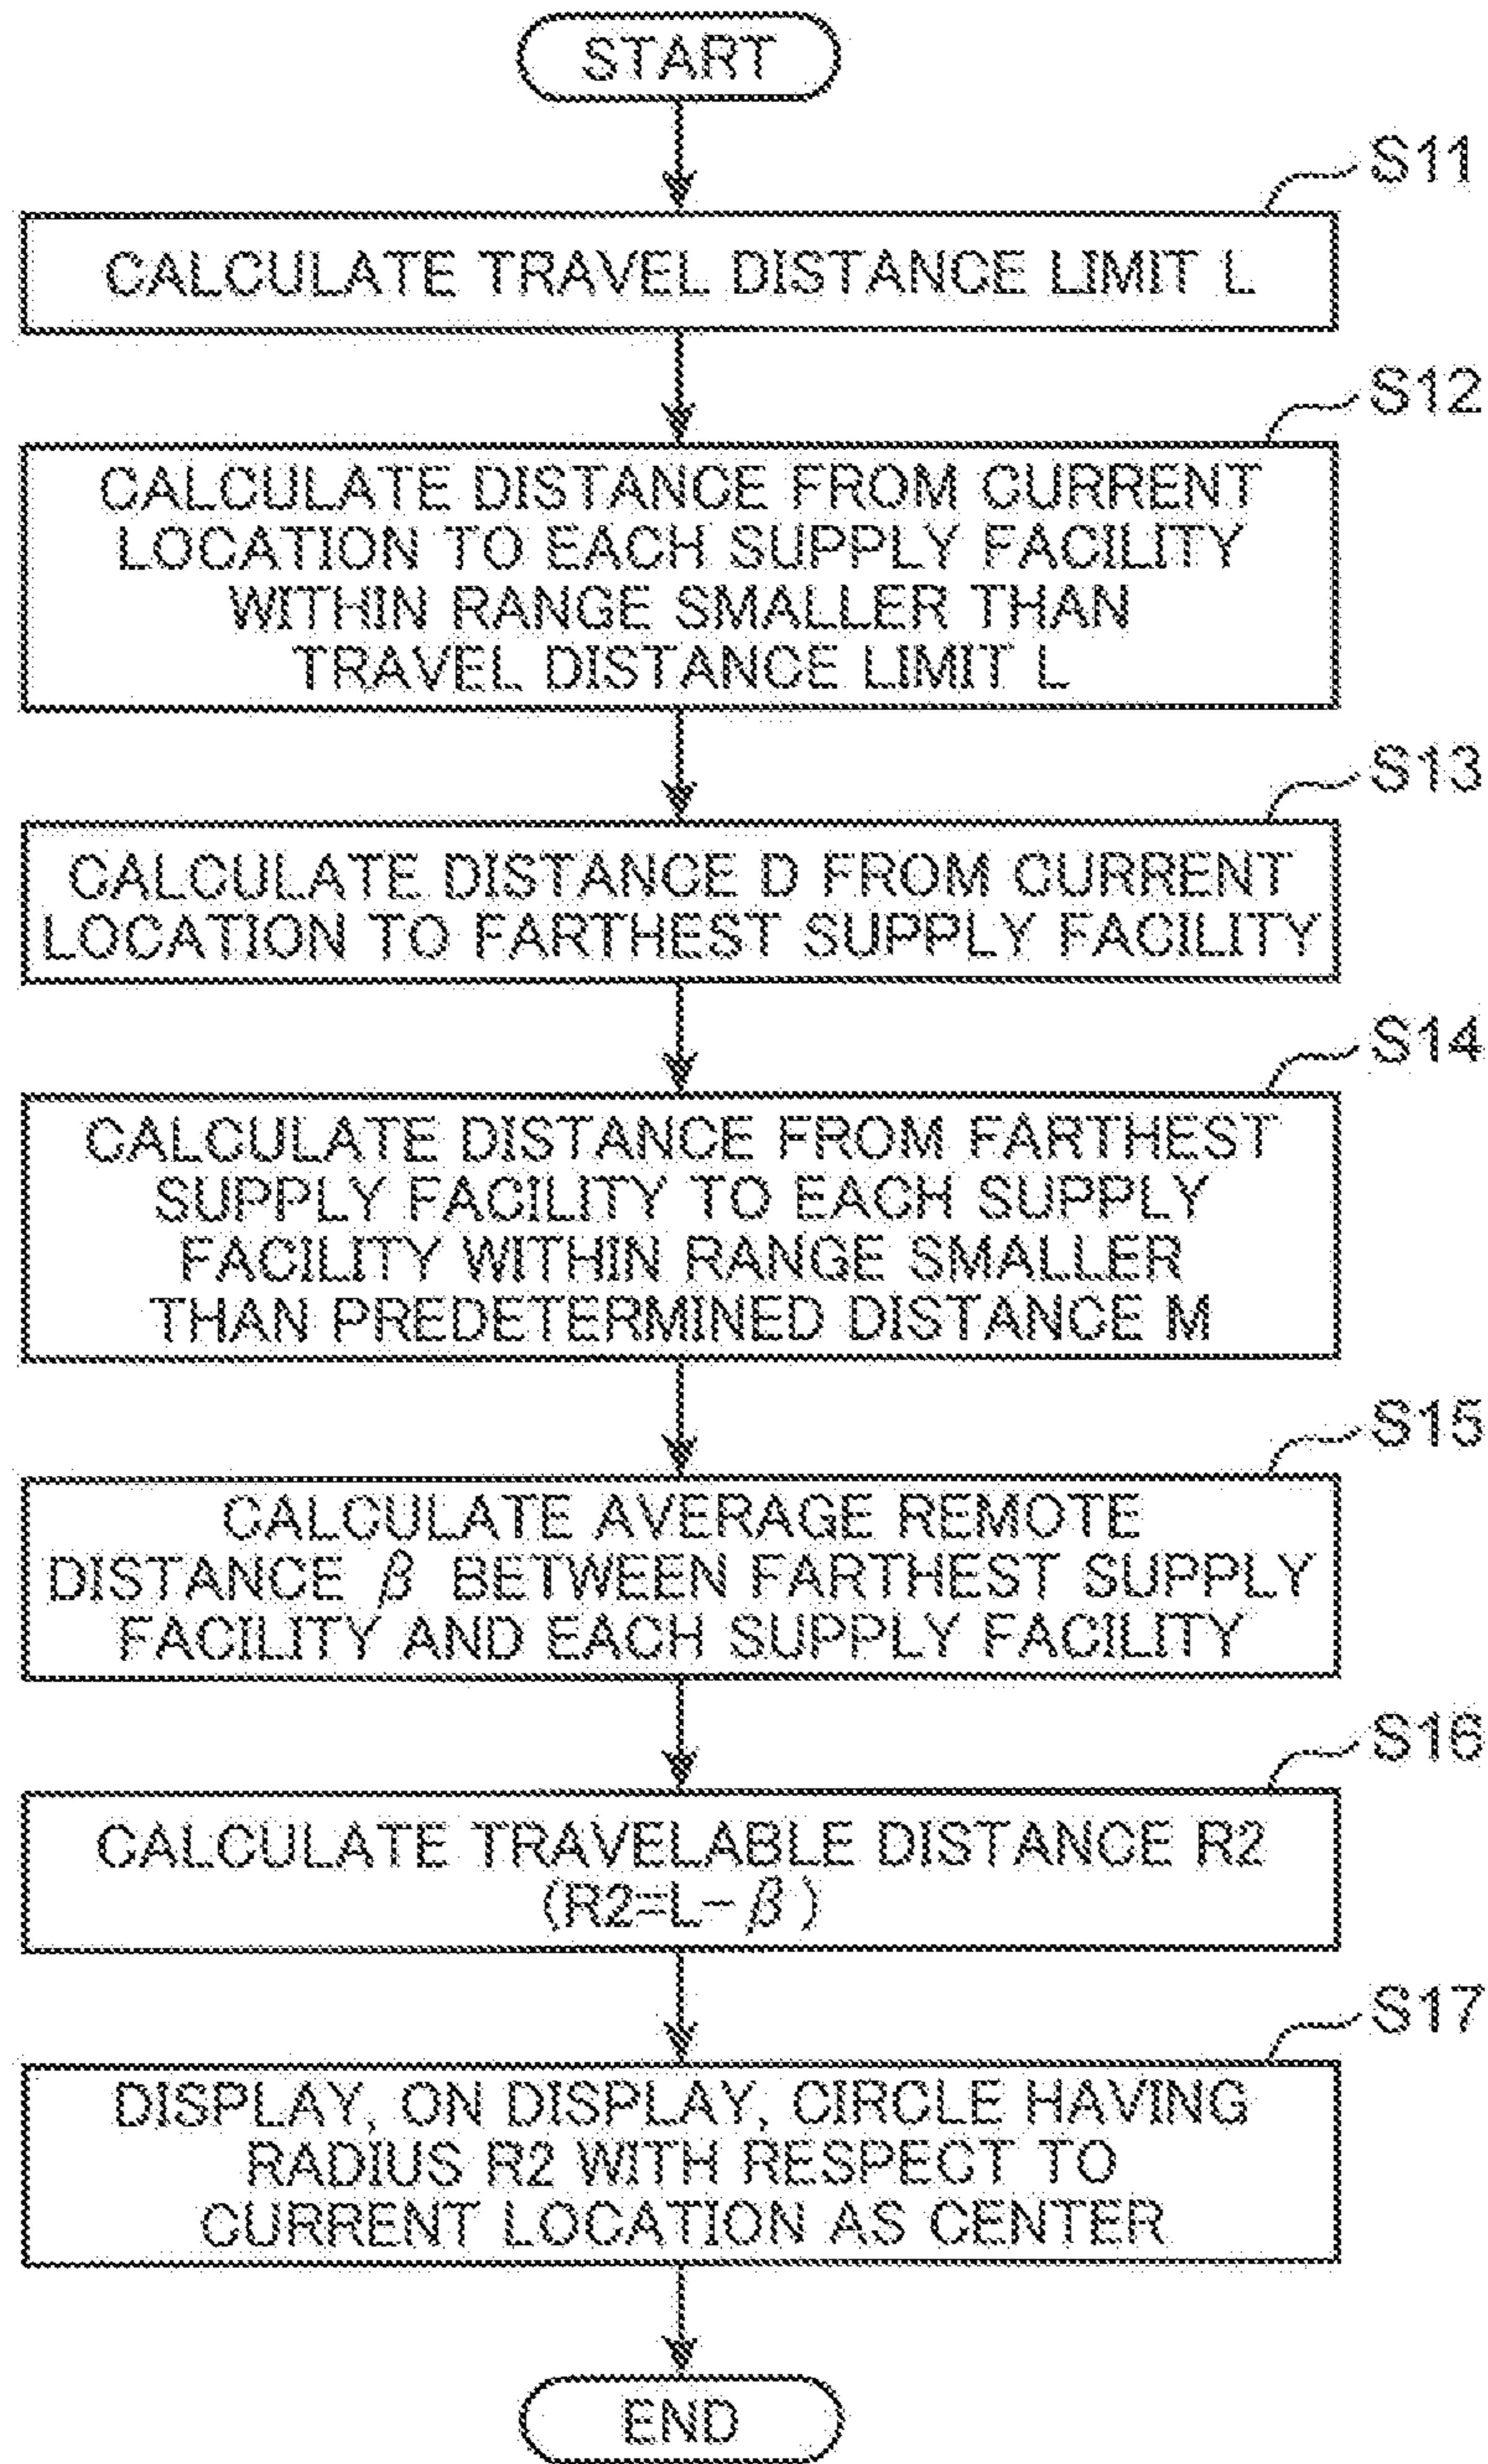 START
S11
CALCULATE TRAVEL DISTANCE LIMIT L
S12
CALCULATE DISTANCE FROM CURRENT
LOCATION TO EACH SUPPLY FACILITY
WITHIN RANGE SMALLER THAN
TRAVEL DISTANCE LIMIT L
S13
CALCULATE DISTANCE D FROM CURRENT
LOCATION TO FARTHEST SUPPLY FACILITY
S14
CALCULATE DISTANCE FROM FARTHEST
SUPPLY FACILITY TO EACH SUPPLY
FACILITY WITHIN RANGE SMALLER
THAN PREDETERMINED DISTANCE M
S15
CALCULATE AVERAGE REMOTE
DISTANCE β BETWEEN FARTHEST SUPPLY
FACILITY AND EACH SUPPLY FACILITY
S16
CALCULATE TRAVELABLE DISTANCE R2
(R2=L-β)
S17
DISPLAY, ON DISPLAY, CIRCLE HAVING
RADIUS R2 WITH RESPECT TO
CURRENT LOCATION AS CENTER
END